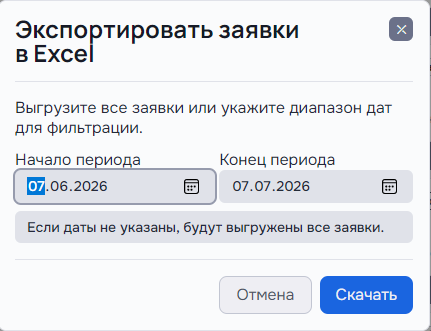 Экспортировать заявки
в Excel
Выгрузите все заявки или укажите диапазон дат
для фильтрации.
Начало периода
Конец периода
07.06.2026
07.07.2026
Если даты не указаны, будут выгружены все заявки.
Отмена
Скачать